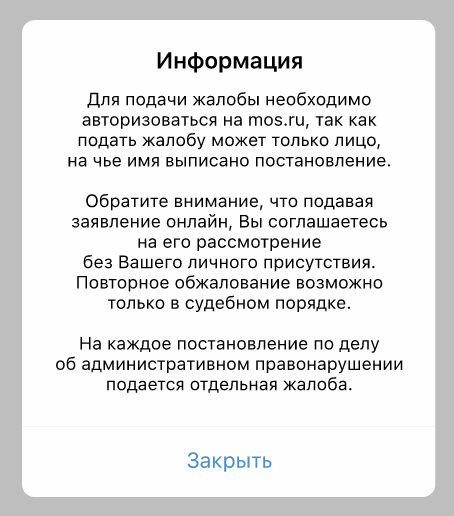 Информация
Для подачи жалобы необходимо
авторизоваться на mos.ru, так как
подать жалобу может только лицо,
на чье имя выписано постановление.
Обратите внимание, что подавая
заявление онлайн, Вы соглашаетесь
на его рассмотрение
без Вашего личного присутствия.
Повторное обжалование возможно
только в судебном порядке.
На каждое постановление по делу
об административном правонарушении
подается отдельная жалоба.
Закрыть